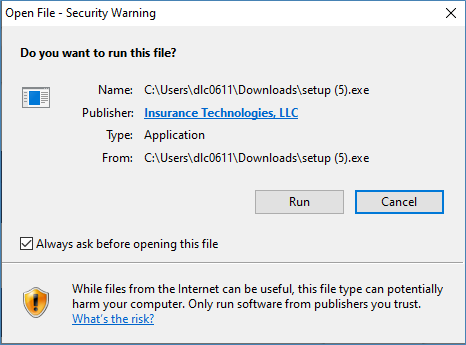 Open File - Security Warning
Do you want to run this file?
Name: C:\Users\dlc0611\Downloads\setup (5).exe
Publisher: Insurance Technologies, LLC
Type: Application
From: C:\Users\dlc0611\Downloads\setup (5).exe
Run Cancel
Always ask before opening this file
While files from the Internet can be useful, this file type can potentially
harm your computer. Only run software from publishers you trust.
What's the risk?